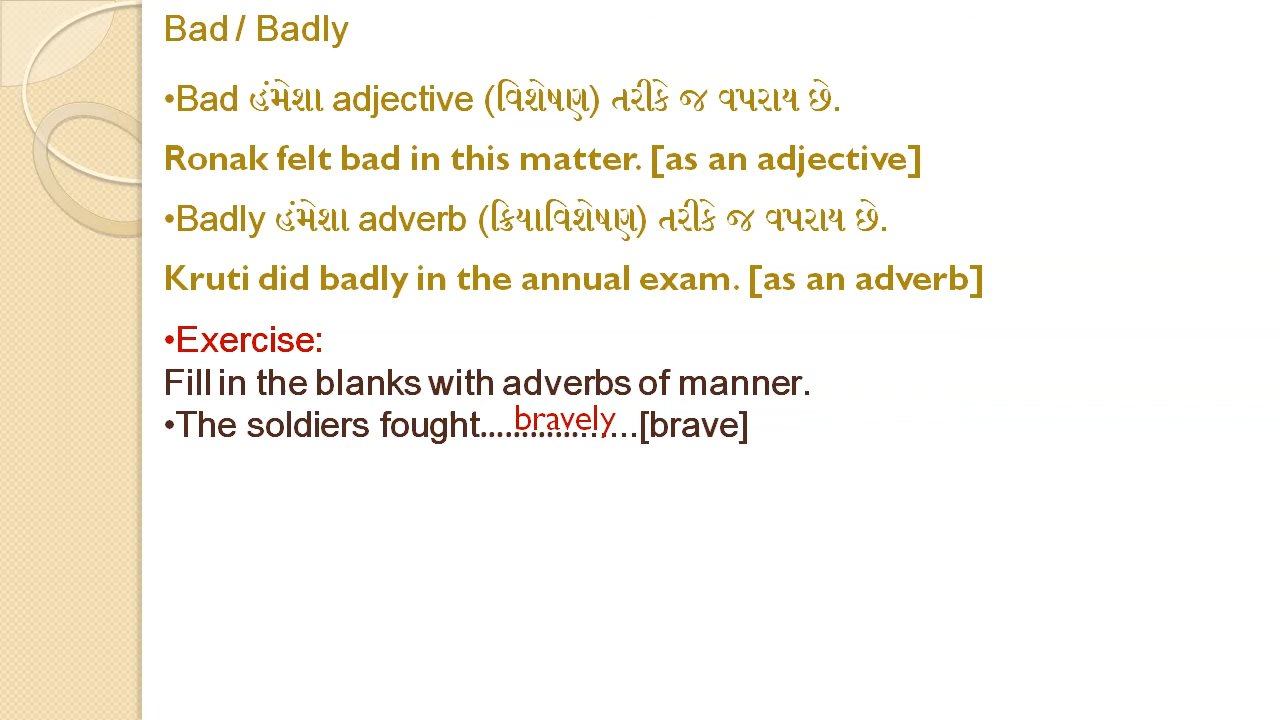 Bad / Badly
•Bad હંમેશા adjective (વિશેષણ) તરીકે જ વપરાય છે.
Ronak felt bad in this matter. [as an adjective]
•Badly હંમેશા adverb (ક્રિયાવિશેષણ) તરીકે જ વપરાય છે.
Kruti did badly in the annual exam. [as an adverb]
•Exercise:
Fill in the blanks with adverbs of manner.
•The soldiers fought......bravely......[brave]